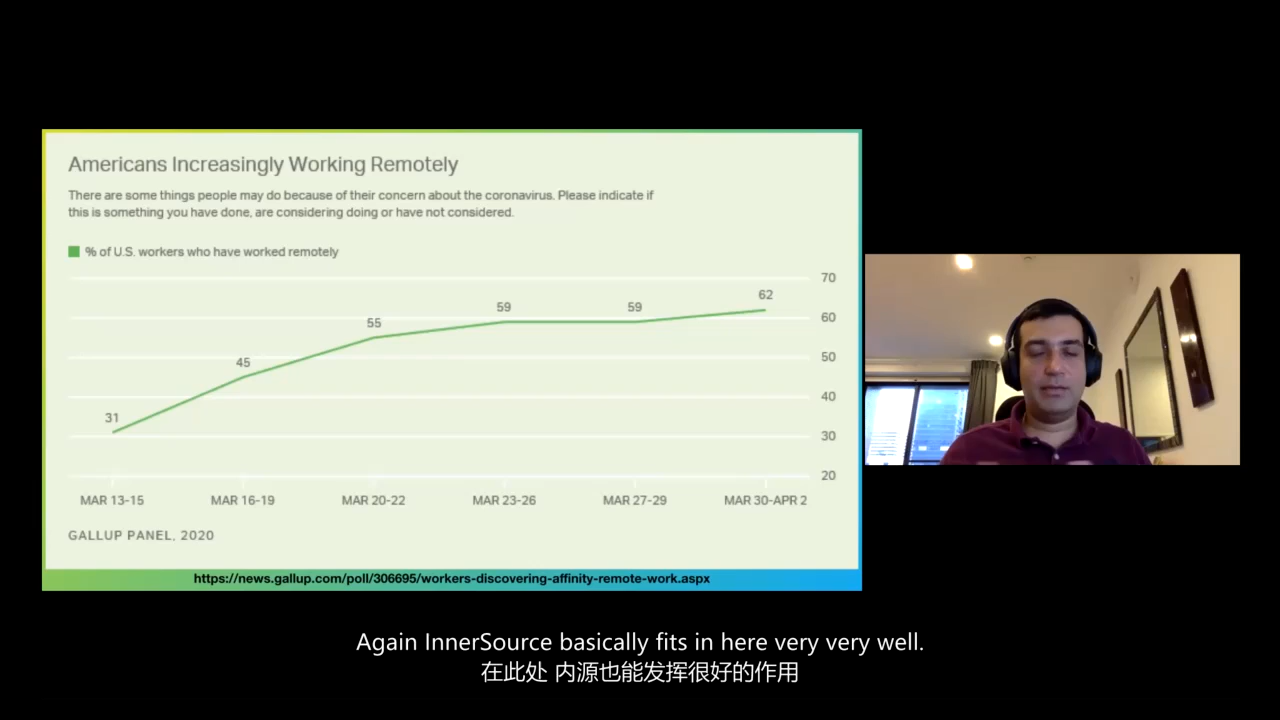 Americans Increasingly Working Remotely
There are some things people may do because of their concern about the coronavirus. Please indicate if
this is something you have done, are considering doing or have not considered.
% of U.S. workers who have worked remotely
70
62
59
59
60
55
50
45
40
31
30
20
MAR 13-15
MAR 16-19
MAR 20-22
MAR 23-26
MAR 27-29
MAR 30-APR 2
GALLUP PANEL, 2020
https://news.gallup.com/poll/306695/workers-discovering-affinity-remote-work.aspx
Again InnerSource basically fits in here very very well.
在此处 内源也能发挥很好的作用